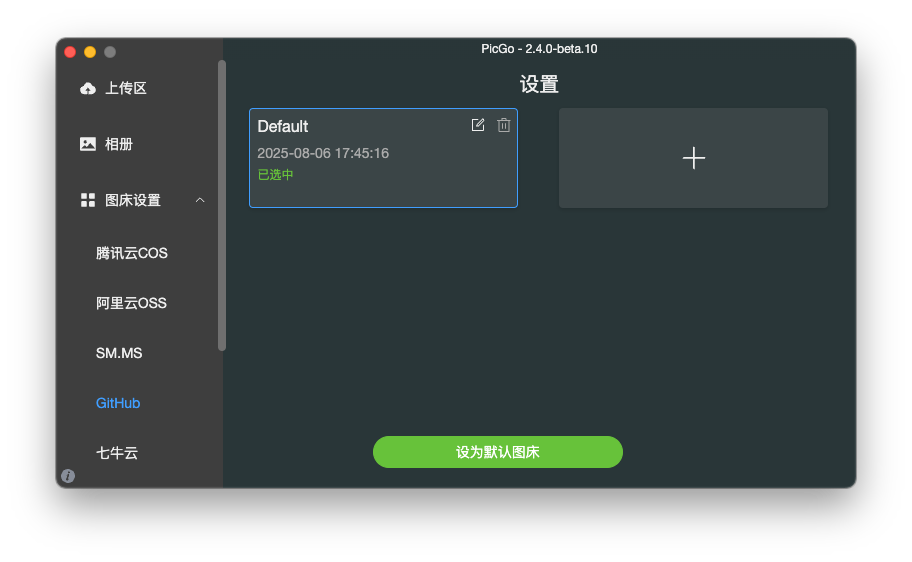 PicGo - 2.4.0-beta.10
上传区
相册
图床设置
腾讯云COS
阿里云OSS
SM.MS
GitHub
七牛云
设置
Default
2025-08-06 17:45:16
已选中
设为默认图床